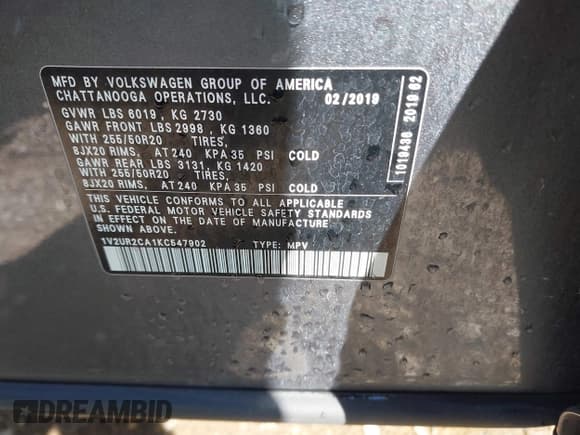 MFD BY VOLKSWAGEN GROUP OF AMERICA
CHATTANOOGA OPERATIONS, LLC. 02/2019
GVWR LBS 6019 , KG 2730
GAWR FRONT LBS 2998 , KG 1360
WITH 255/50R20 TIRES,
8JX20 RIMS, AT 240 KPA 35 PSI COLD
GAWR REAR LBS 3131, KG 1420
WITH 255/50R20 TIRES,
8JX20 RIMS, AT 240 KPA 35 PSI COLD
THIS VEHICLE CONFORMS TO ALL APPLICABLE
U.S. FEDERAL MOTOR VEHICLE SAFETY STANDARDS
IN EFFECT ON THE DATE OF MANUFACTURE
SHOWN ABOVE.
1V2UR2CA1KC547902 TYPE: MPV
1019436 2019 62
DREAMBID